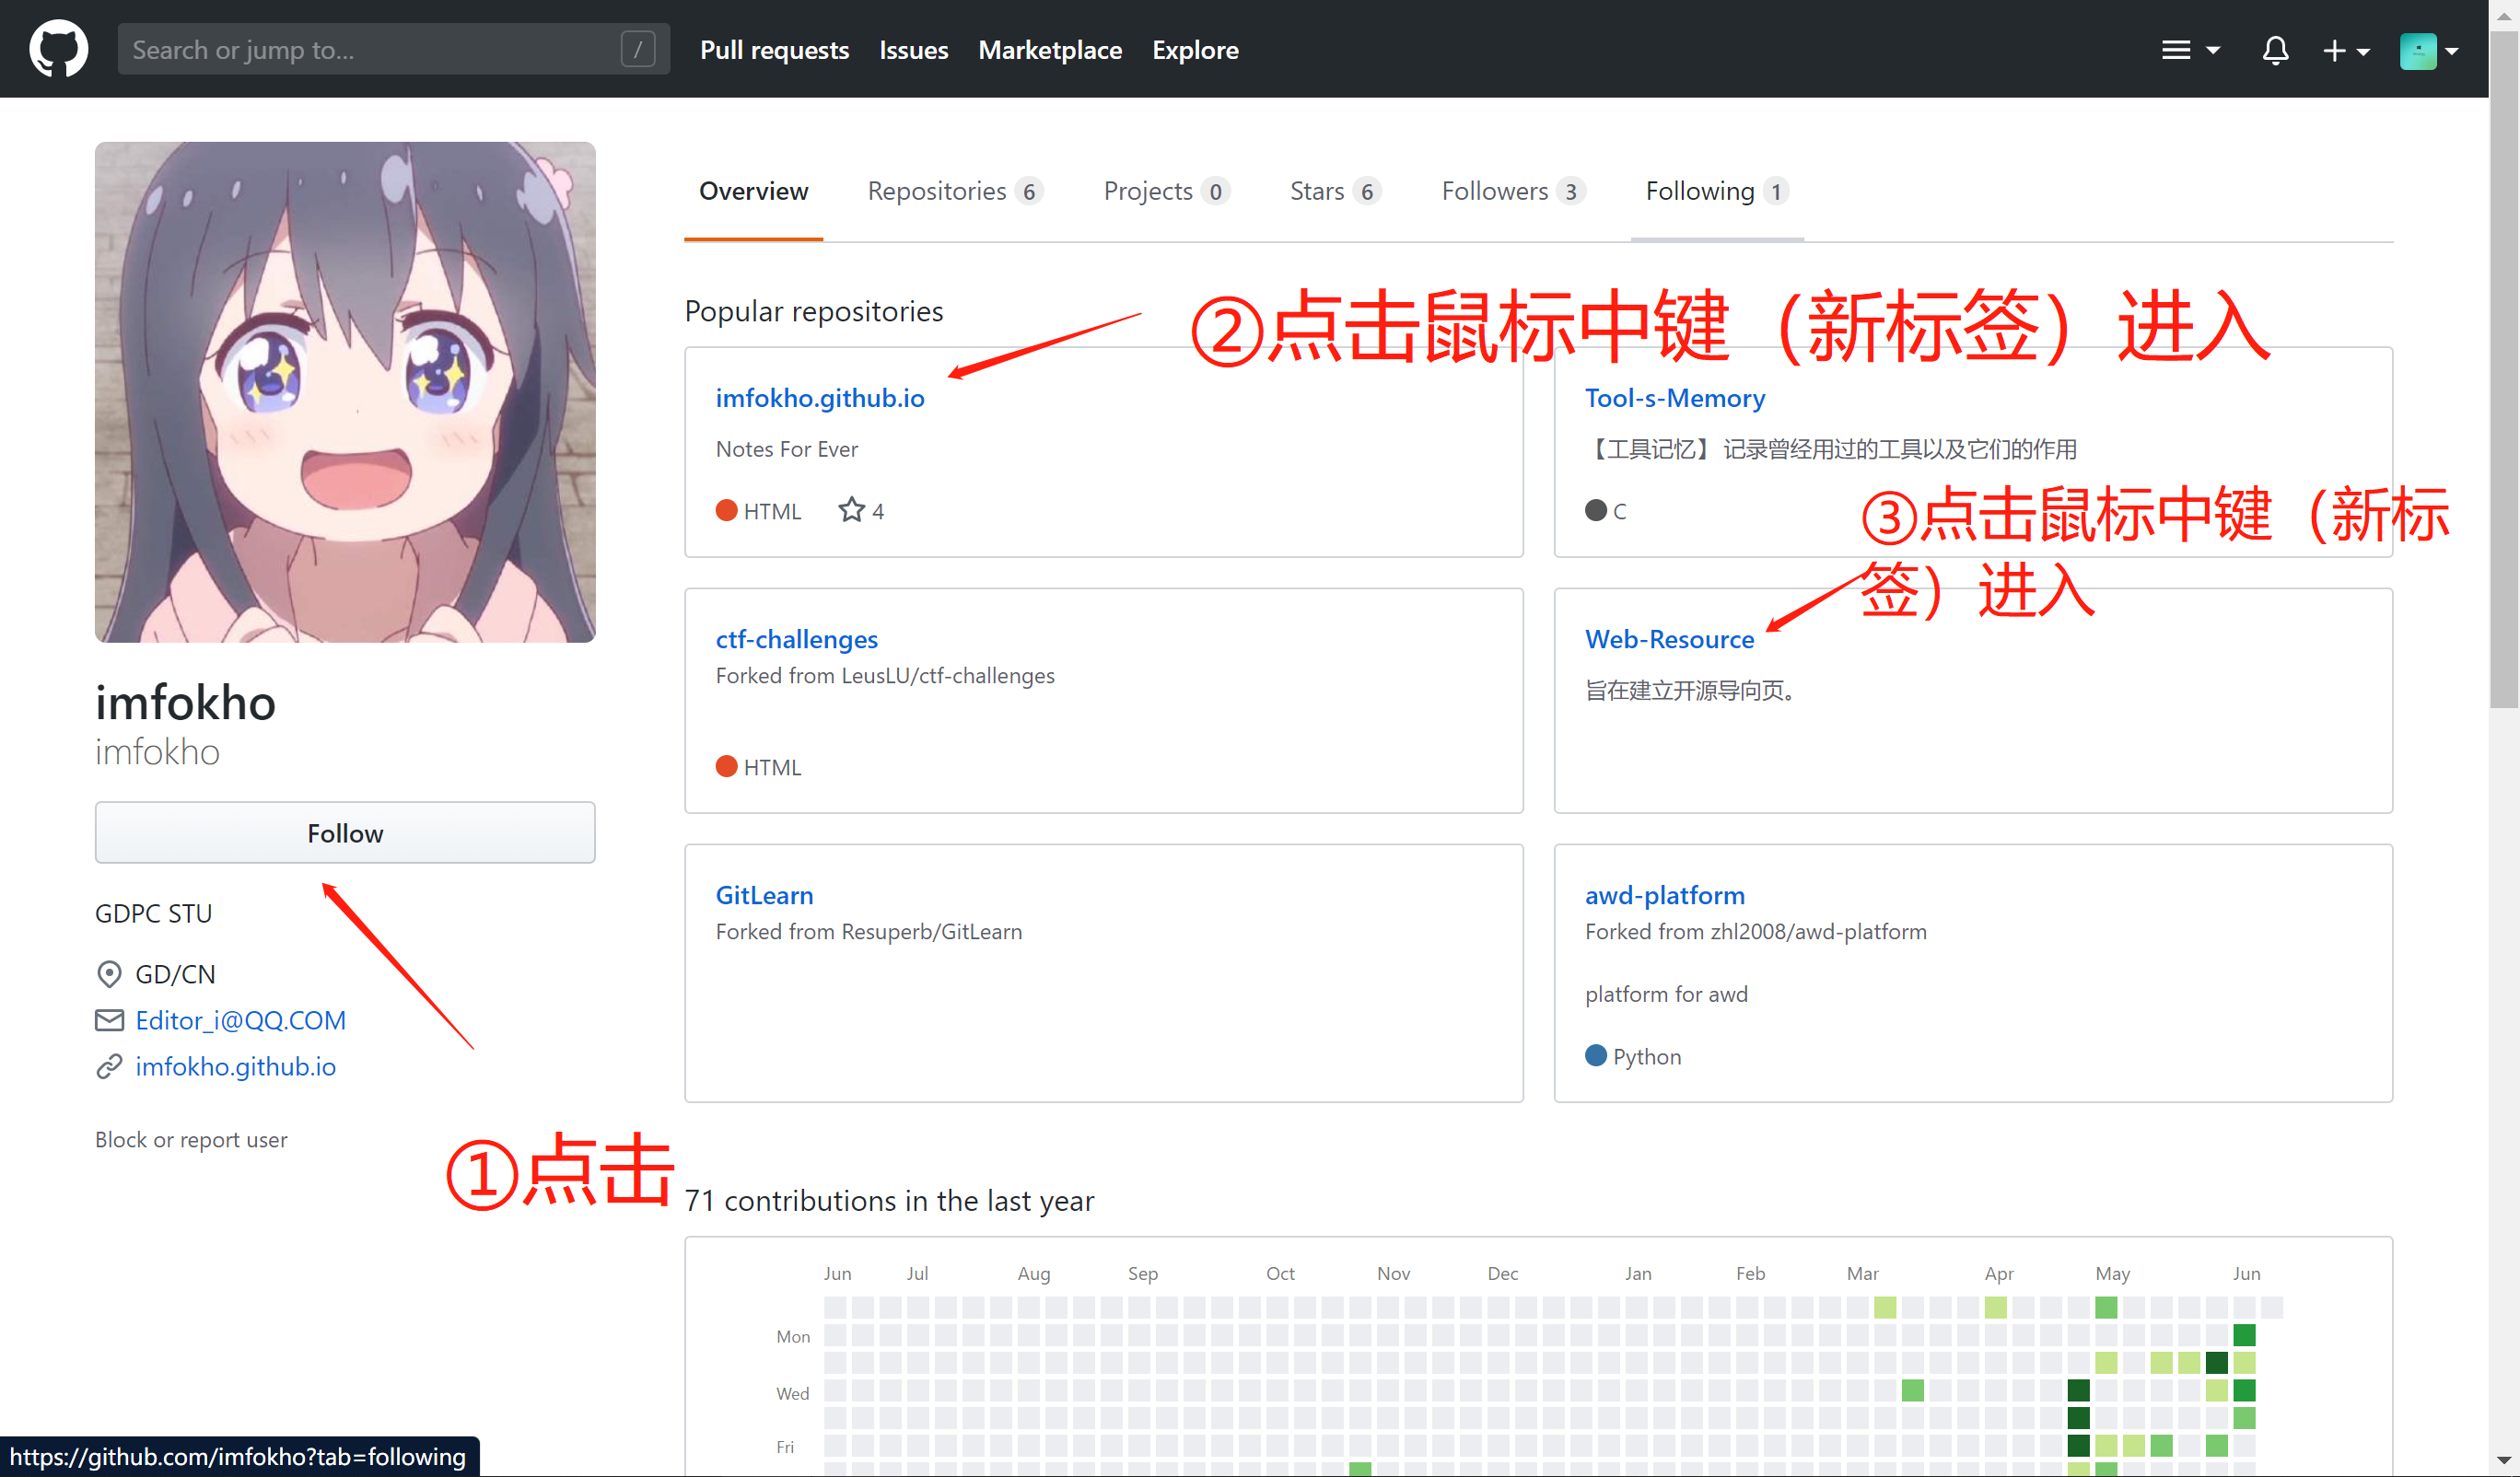 Search or jump to... /
Pull requests Issues Marketplace Explore
Overview Repositories 6 Projects 0 Stars 6 Followers 3 Following 1
Popular repositories
②点击鼠标中键（新标签）进入
imfokho.github.io
Notes For Ever
HTML 4
Tool-s-Memory
【工具记忆】 记录曾经用过的工具以及它们的作用
C
③点击鼠标中键（新标
签）进入
ctf-challenges
Forked from LeusLU/ctf-challenges
HTML
Web-Resource
旨在建立开源导向页。
GitLearn
Forked from Resuperb/GitLearn
awd-platform
Forked from zhl2008/awd-platform
platform for awd
Python
imfokho
imfokho
Follow
GDPC STU
GD/CN
Editor_i@QQ.COM
imfokho.github.io
Block or report user
①点击
71 contributions in the last year
Jun Jul Aug Sep Oct Nov Dec Jan Feb Mar Apr May Jun
Mon
Wed
Fri
https://github.com/imfokho?tab=following